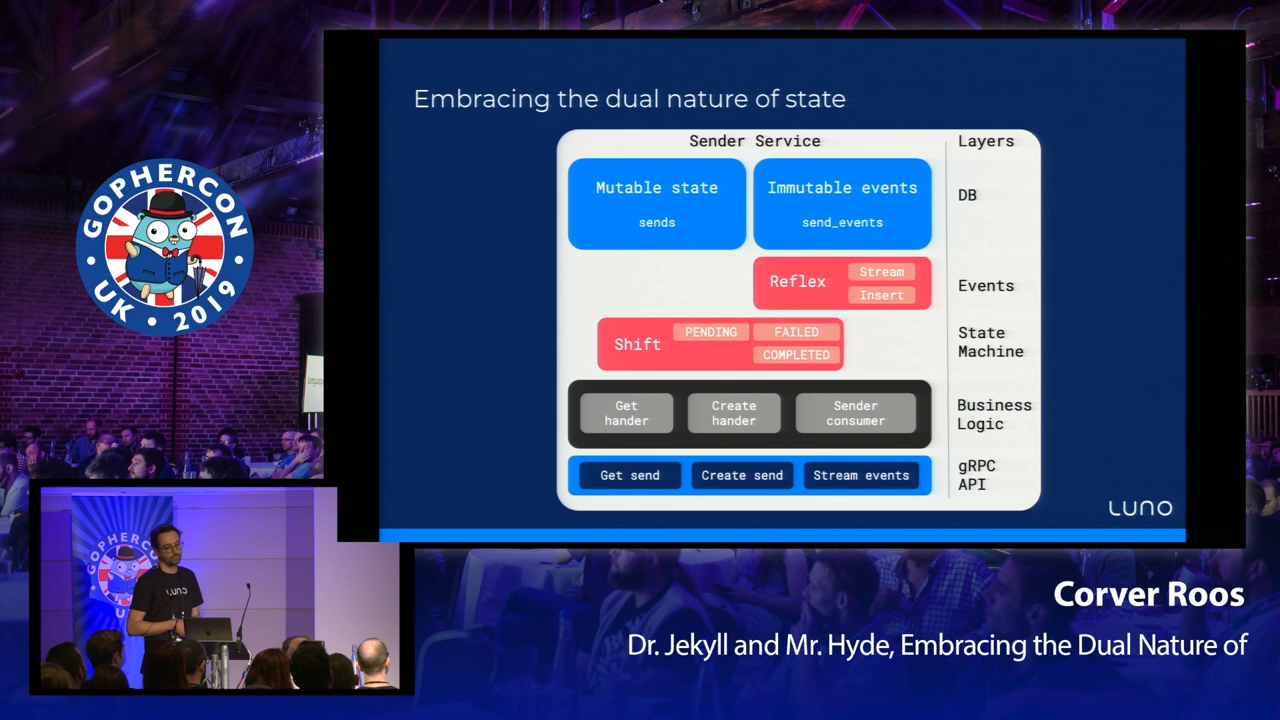 Embracing the dual nature of state
Sender Service
Layers
Mutable state
sends
Immutable events
send_events
DB
Reflex
Stream
Insert
Events
Shift
PENDING
FAILED
COMPLETED
State
Machine
Get
hander
Create
hander
Sender
consumer
Business
Logic
Get send
Create send
Stream events
gRPC
API
LUNO
GOPHERCON
UK • 2019
GOPHERCON
U
LUNO
Corver Roos
Dr. Jekyll and Mr. Hyde, Embracing the Dual Nature of